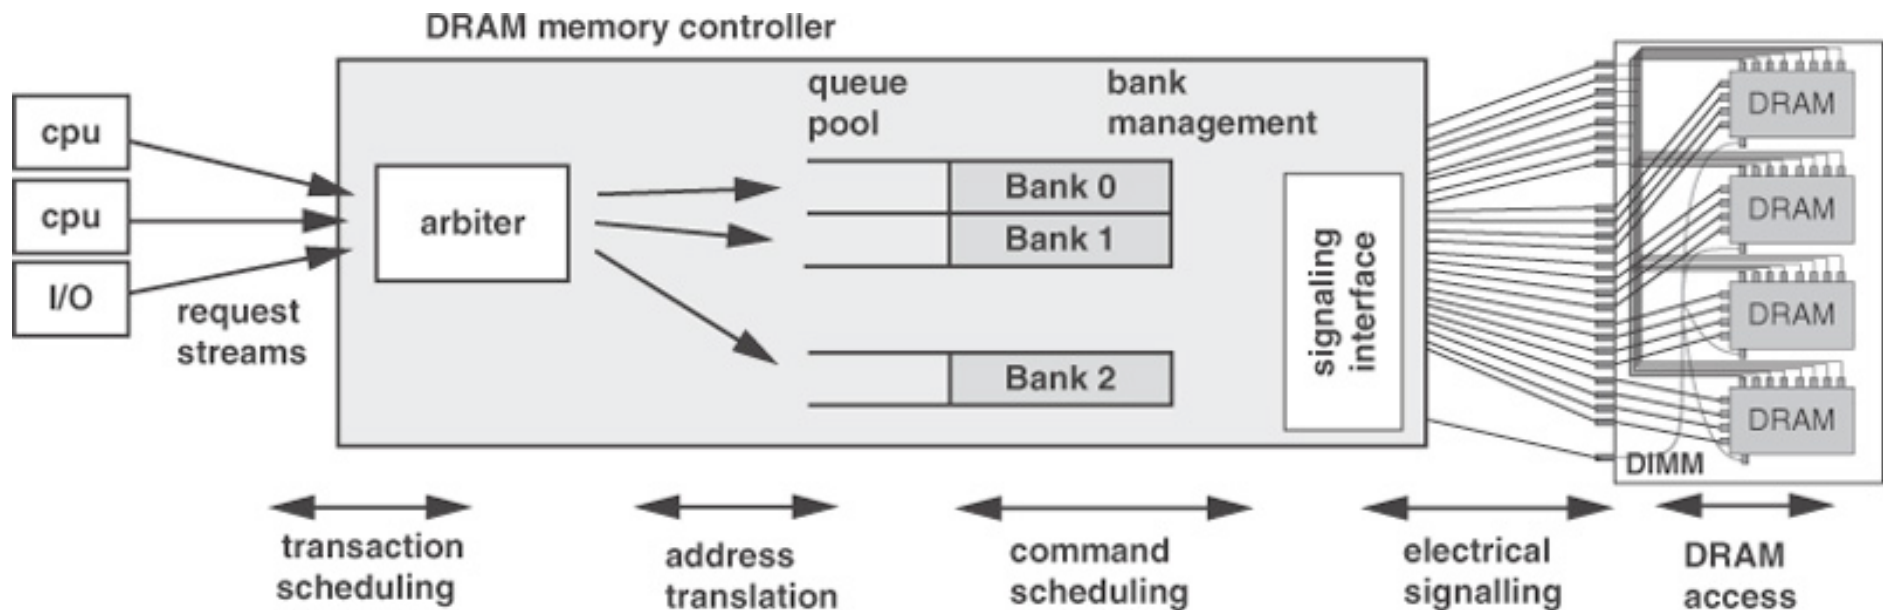 DRAM memory controller
cpu
cpu
I/O
request
streams
arbiter
queue
pool
bank
management
Bank 0
Bank 1
Bank 2
signaling
interface
DRAM
DRAM
DRAM
DRAM
DIMM
transaction
scheduling
address
translation
command
scheduling
electrical
signalling
DRAM
access